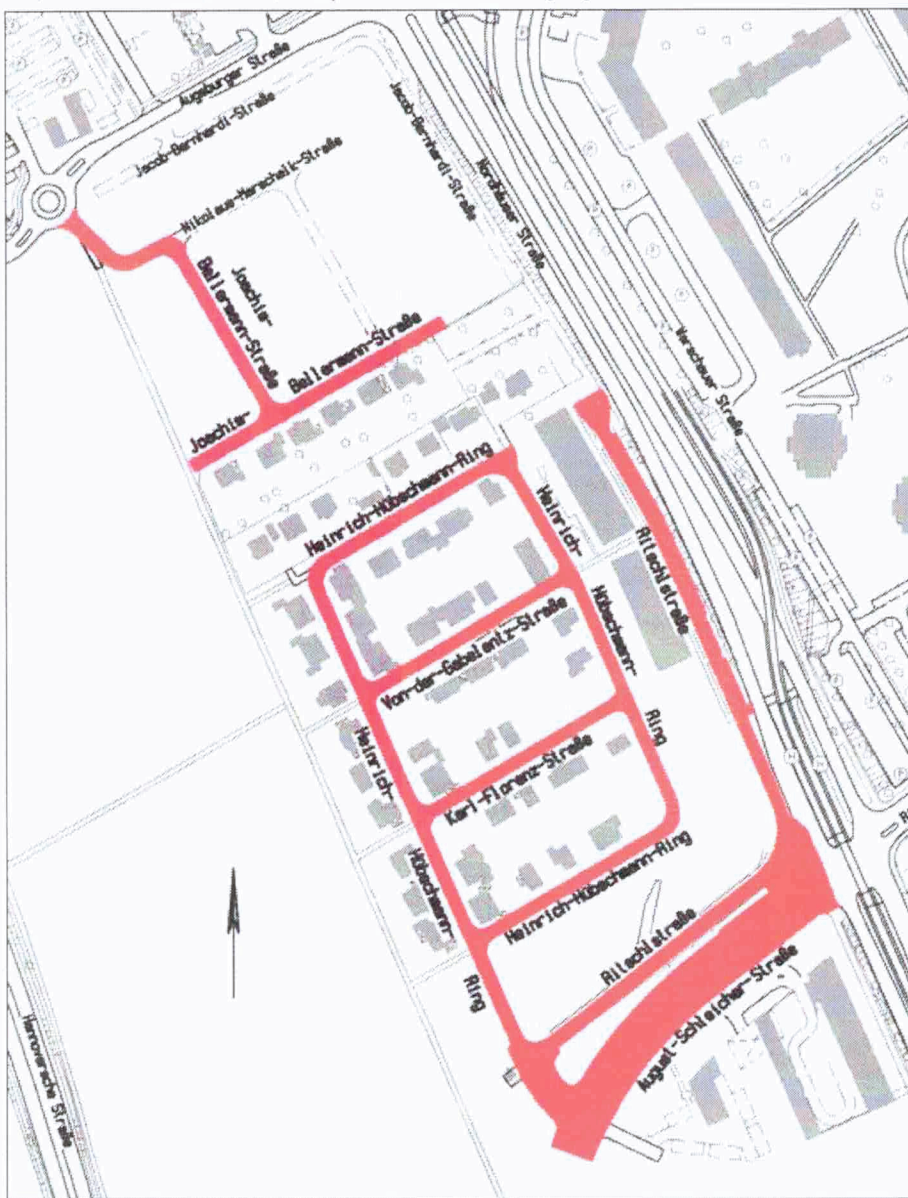 Augsburger Straße
Jacob-Bernhardi-Straße
Jacob-Bernhardi-Straße
Nikolaus-Marschalk-Straße
Nordhäuser Straße
Joachim-
Bellermann-Straße
Joachim-
Bellermann-Straße
Warschauer Straße
Heinrich-Hübschmann-Ring
Heinrich-
Hübschmann-
Ring
Ritschlstraße
Von-der-Gabelentz-Straße
Heinrich-
Hübschmann-
Ring
Karl-Florenz-Straße
Heinrich-Hübschmann-Ring
Ritschlstraße
August-Schleicher-Straße
Hannoversche Straße